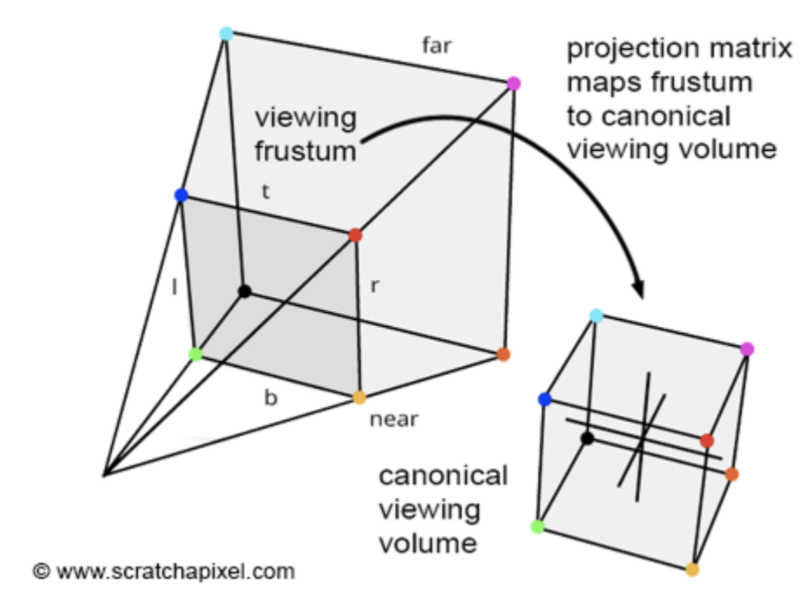 far
projection matrix
maps frustum
to canonical
viewing volume
viewing
frustum
t
l
r
b
near
canonical
viewing
volume
© www.scratchapixel.com